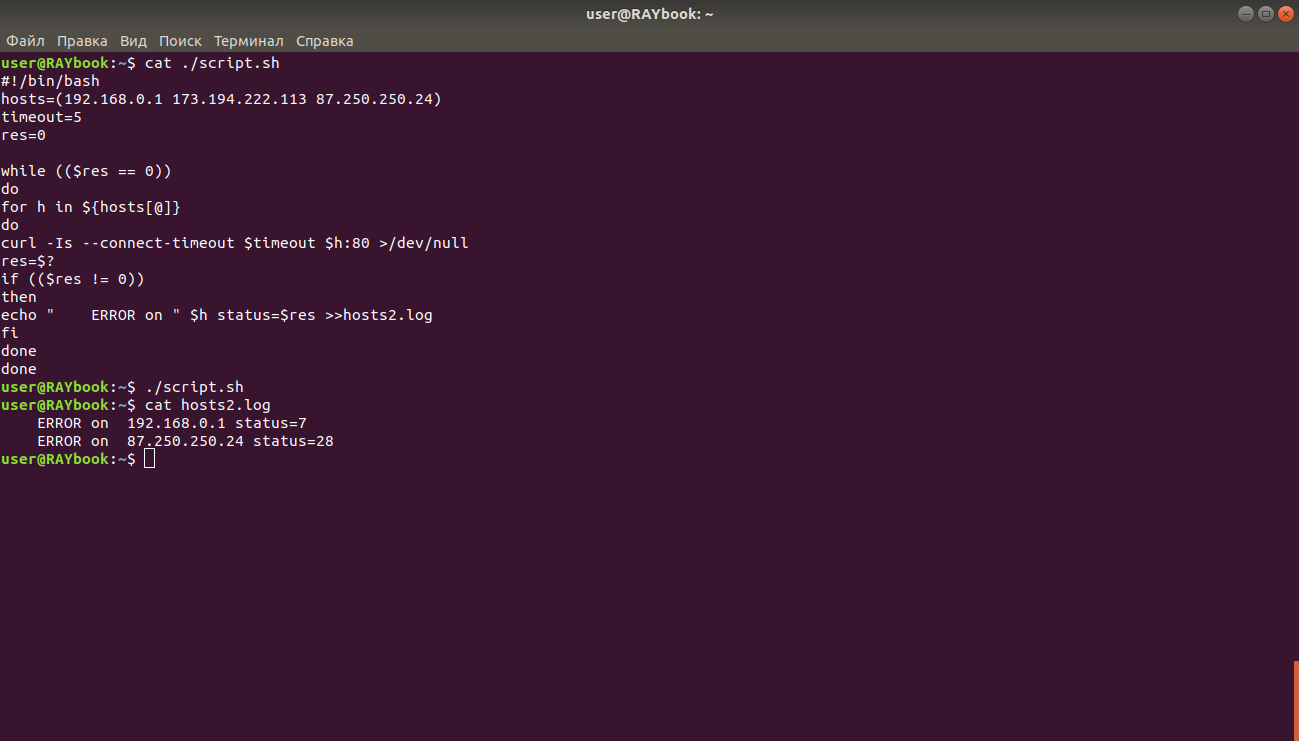 user@RAYbook: ~
Файл Правка Вид Поиск Терминал Справка
user@RAYbook:~$ cat ./script.sh
#!/bin/bash
hosts=(192.168.0.1 173.194.222.113 87.250.250.24)
timeout=5
res=0
while (($res == 0))
do
for h in ${hosts[@]}
do
curl -Is --connect-timeout $timeout $h:80 >/dev/null
res=$?
if (($res != 0))
then
echo "    ERROR on " $h status=$res >>hosts2.log
fi
done
done
user@RAYbook:~$ ./script.sh
user@RAYbook:~$ cat hosts2.log
    ERROR on  192.168.0.1 status=7
    ERROR on  87.250.250.24 status=28
user@RAYbook:~$